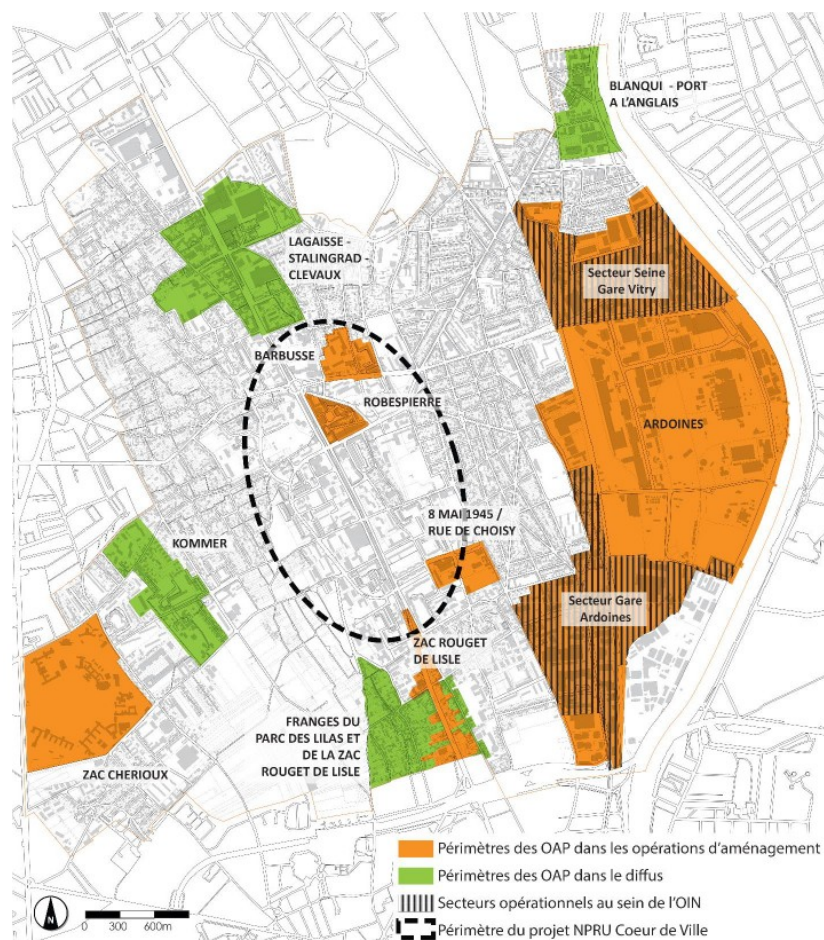 BLANQUI - PORT
A L'ANGLAIS
LAGAISSE -
STALINGRAD -
CLEVAUX
Secteur Seine
Gare Vitry
BARBUSSE
ROBESPIERRE
ARDOINES
8 MAI 1945 /
RUE DE CHOISY
KOMMER
Secteur Gare
Ardoines
ZAC ROUGET
DE LISLE
FRANGES DU
PARC DES LILAS ET
DE LA ZAC
ROUGET DE LISLE
ZAC CHERIOUX
Périmètres des OAP dans les opérations d'aménagement
Périmètres des OAP dans le diffus
Secteurs opérationnels au sein de l'OIN
Périmètre du projet NPRU Coeur de Ville
N
0 300 600m